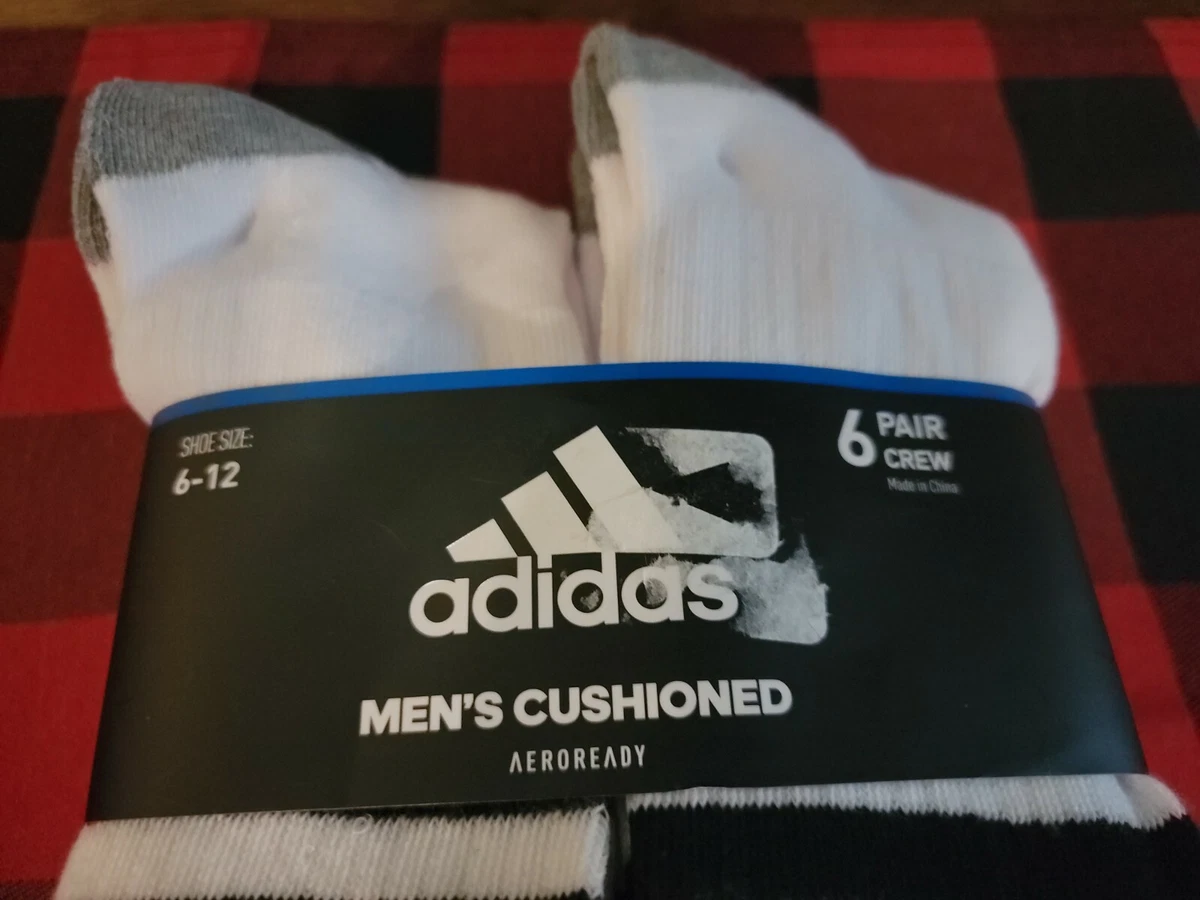 SHOE SIZE:
6-12
6 PAIR
CREW
Made in China
adidas
MEN'S CUSHIONED
AEROREADY